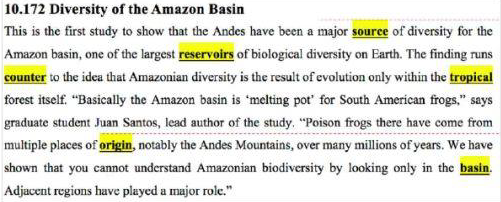 10.172 Diversity of the Amazon Basin
This is the first study to show that the Andes have been a major source of diversity for the
Amazon basin, one of the largest reservoirs of biological diversity on Earth. The finding runs
counter to the idea that Amazonian diversity is the result of evolution only within the tropical
forest itself. “Basically the Amazon basin is ‘melting pot’ for South American frogs,” says
graduate student Juan Santos, lead author of the study. “Poison frogs there have come from
multiple places of origin, notably the Andes Mountains, over many millions of years. We have
shown that you cannot understand Amazonian biodiversity by looking only in the basin.
Adjacent regions have played a major role.”